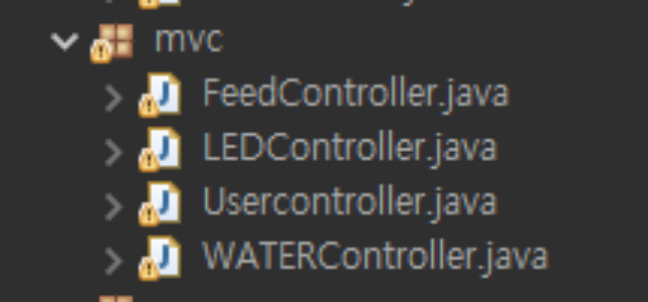 mvc
FeedController.java
LEDController.java
Usercontroller.java
WATERController.java